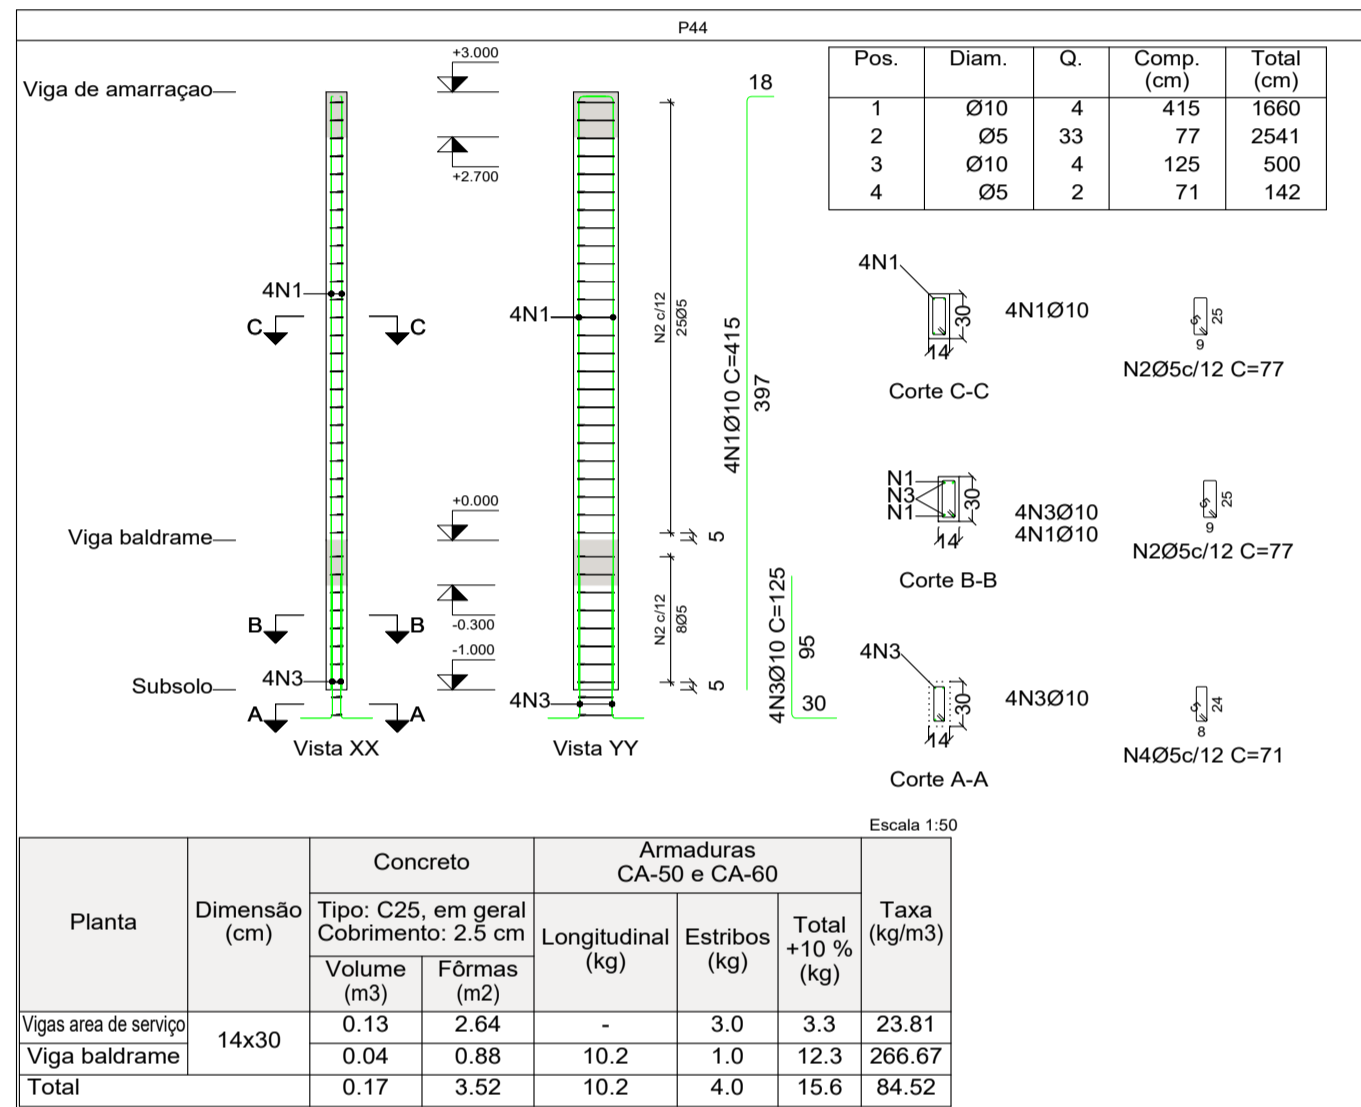 P44
Viga de amarraçao
+3.000
+2.700
4N1
C C
Viga baldrame
+0.000
-0.300
B B
-1.000
Subsolo
4N3
A A
Vista XX
4N1
4N3
Vista YY
N2 c/12
25Ø5
5
N2 c/12
8Ø5
5
18
4N1Ø10 C=415
397
4N3Ø10 C=125
95
30
Pos. Diam. Q. Comp. (cm) Total (cm)
1 Ø10 4 415 1660
2 Ø5 33 77 2541
3 Ø10 4 125 500
4 Ø5 2 71 142
4N1
30
14
4N1Ø10
Corte C-C
25
9
N2Ø5c/12 C=77
N1
N3
N1
30
14
4N3Ø10
4N1Ø10
Corte B-B
25
9
N2Ø5c/12 C=77
4N3
30
14
4N3Ø10
Corte A-A
24
8
N4Ø5c/12 C=71
Escala 1:50
Planta
Dimensão
(cm)
Concreto
Tipo: C25, em geral
Cobrimento: 2.5 cm
Volume
(m3)
Fôrmas
(m2)
Armaduras
CA-50 e CA-60
Longitudinal
(kg)
Estribos
(kg)
Total
+10 %
(kg)
Taxa
(kg/m3)
Vigas area de serviço 14x30 0.13 2.64 - 3.0 3.3 23.81
Viga baldrame 0.04 0.88 10.2 1.0 12.3 266.67
Total 0.17 3.52 10.2 4.0 15.6 84.52